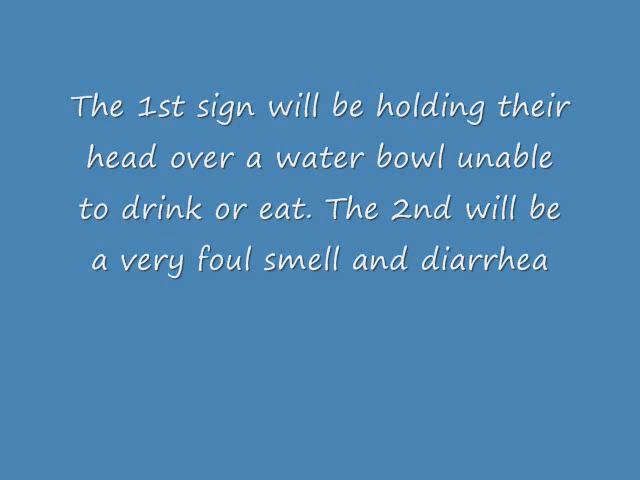 The 1st sign will be holding their
head over a water bowl unable
to drink or eat. The 2nd will be
a very foul smell and diarrhea